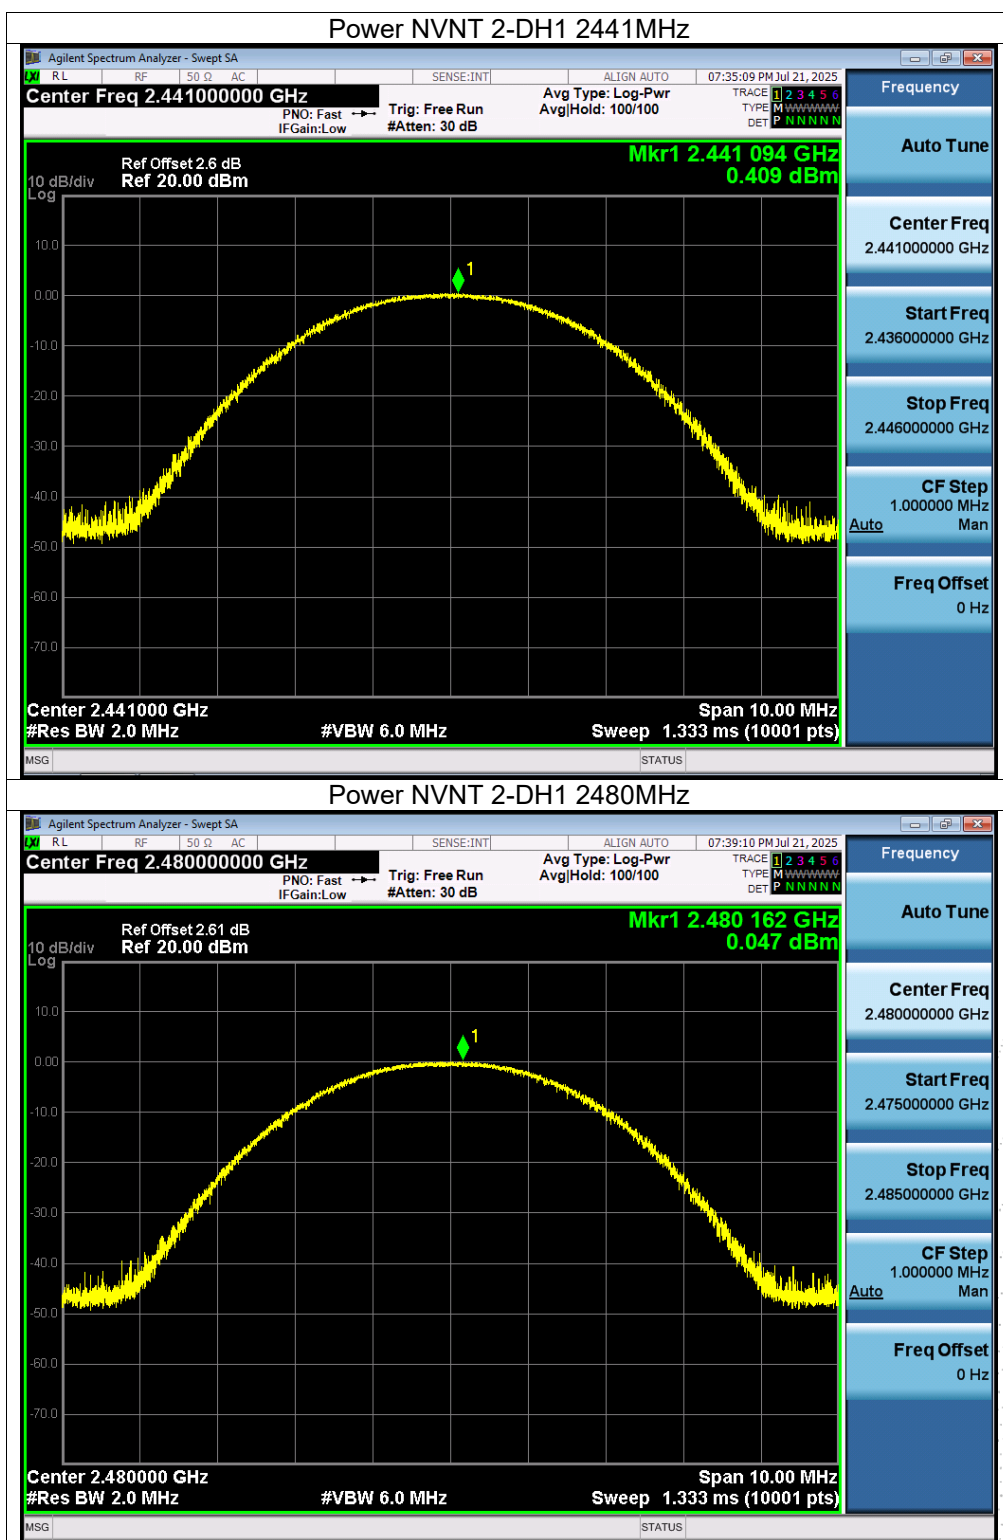 Power NVNT 2-DH1 2441MHz
Agilent Spectrum Analyzer - Swept SA
LXI RL RF 50 Ω AC SENSE:INT ALIGN AUTO 07:35:09 PM Jul 21, 2025
Center Freq 2.441000000 GHz Avg Type: Log-Pwr TRACE 1 2 3 4 5 6
PNO: Fast Trig: Free Run Avg|Hold: 100/100 TYPE M WWWWW
IFGain:Low #Atten: 30 dB DET P N N N N N
Frequency
Auto Tune
Mkr1 2.441 094 GHz
Ref Offset 2.6 dB
10 dB/div Ref 20.00 dBm 0.409 dBm
Log
10.0
0.00
-10.0
-20.0
-30.0
-40.0
-50.0
-60.0
-70.0
1
Center Freq
2.441000000 GHz
Start Freq
2.436000000 GHz
Stop Freq
2.446000000 GHz
CF Step
1.000000 MHz
Auto Man
Freq Offset
0 Hz
Center 2.441000 GHz Span 10.00 MHz
#Res BW 2.0 MHz #VBW 6.0 MHz Sweep 1.333 ms (10001 pts)
MSG STATUS
Power NVNT 2-DH1 2480MHz
Agilent Spectrum Analyzer - Swept SA
LXI RL RF 50 Ω AC SENSE:INT ALIGN AUTO 07:39:10 PM Jul 21, 2025
Center Freq 2.480000000 GHz Avg Type: Log-Pwr TRACE 1 2 3 4 5 6
PNO: Fast Trig: Free Run Avg|Hold: 100/100 TYPE M WWWWW
IFGain:Low #Atten: 30 dB DET P N N N N N
Frequency
Auto Tune
Mkr1 2.480 162 GHz
Ref Offset 2.61 dB
10 dB/div Ref 20.00 dBm 0.047 dBm
Log
10.0
0.00
-10.0
-20.0
-30.0
-40.0
-50.0
-60.0
-70.0
1
Center Freq
2.480000000 GHz
Start Freq
2.475000000 GHz
Stop Freq
2.485000000 GHz
CF Step
1.000000 MHz
Auto Man
Freq Offset
0 Hz
Center 2.480000 GHz Span 10.00 MHz
#Res BW 2.0 MHz #VBW 6.0 MHz Sweep 1.333 ms (10001 pts)
MSG STATUS